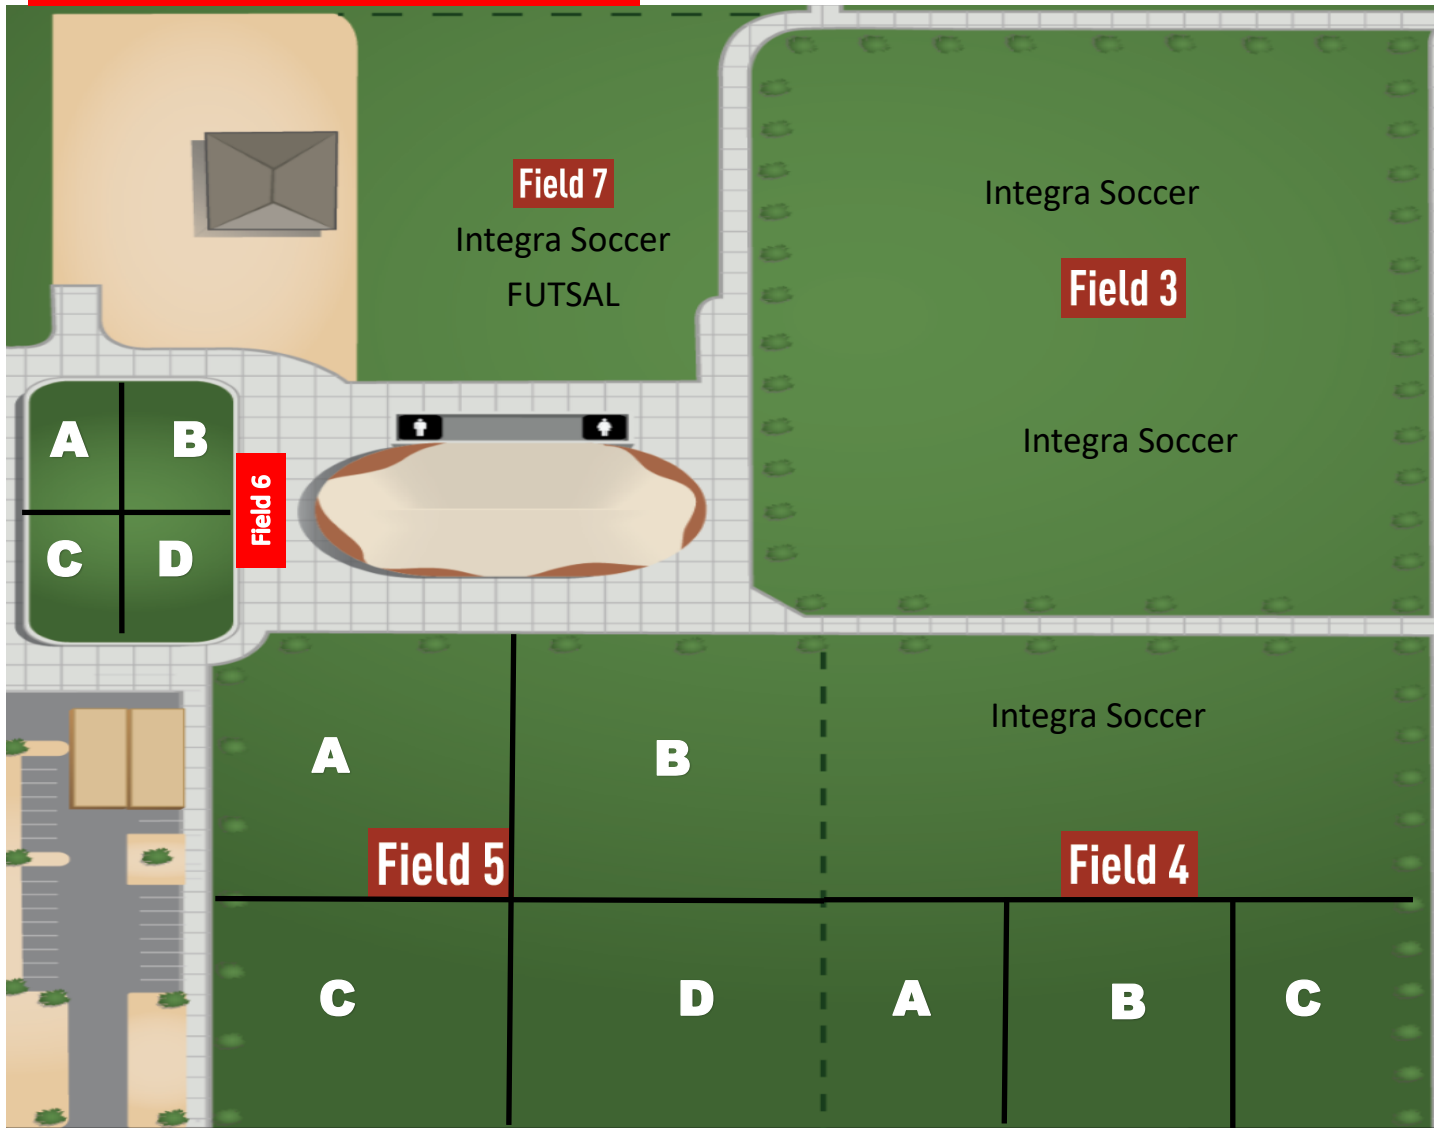 Field 7
Integra Soccer
FUTSAL
Integra Soccer
Field 3
Integra Soccer
A B
C D
Field 6
A B
Field 5
C D
Integra Soccer
Field 4
A B C